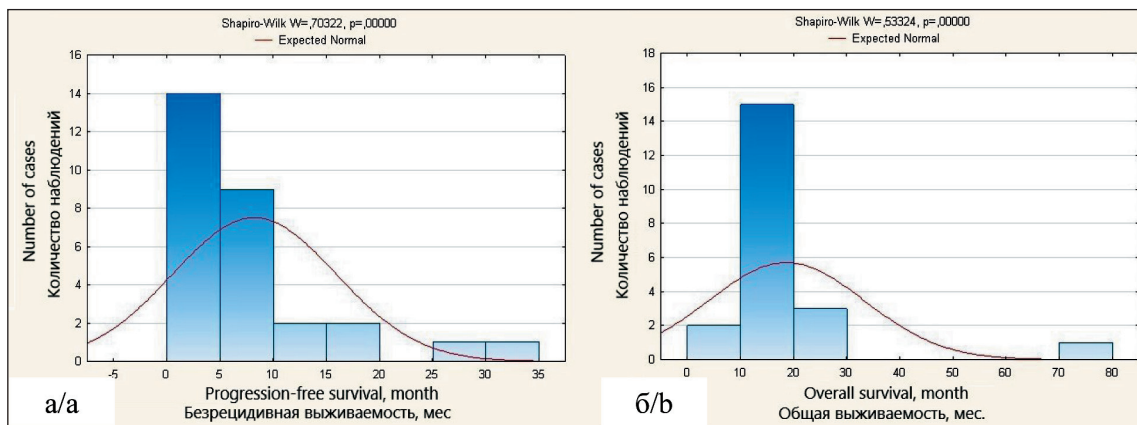 Shapiro-Wilk W=,70322, p=,00000
Expected Normal
Number of cases
Количество наблюдений
16
14
12
10
8
6
4
2
0
-5 0 5 10 15 20 25 30 35
Progression-free survival, month
Безрецидивная выживаемость, мес
а/a
Shapiro-Wilk W=,53324, p=,00000
Expected Normal
Number of cases
Количество наблюдений
18
16
14
12
10
8
6
4
2
0
0 10 20 30 40 50 60 70 80
Overall survival, month
Общая выживаемость, мес.
б/b